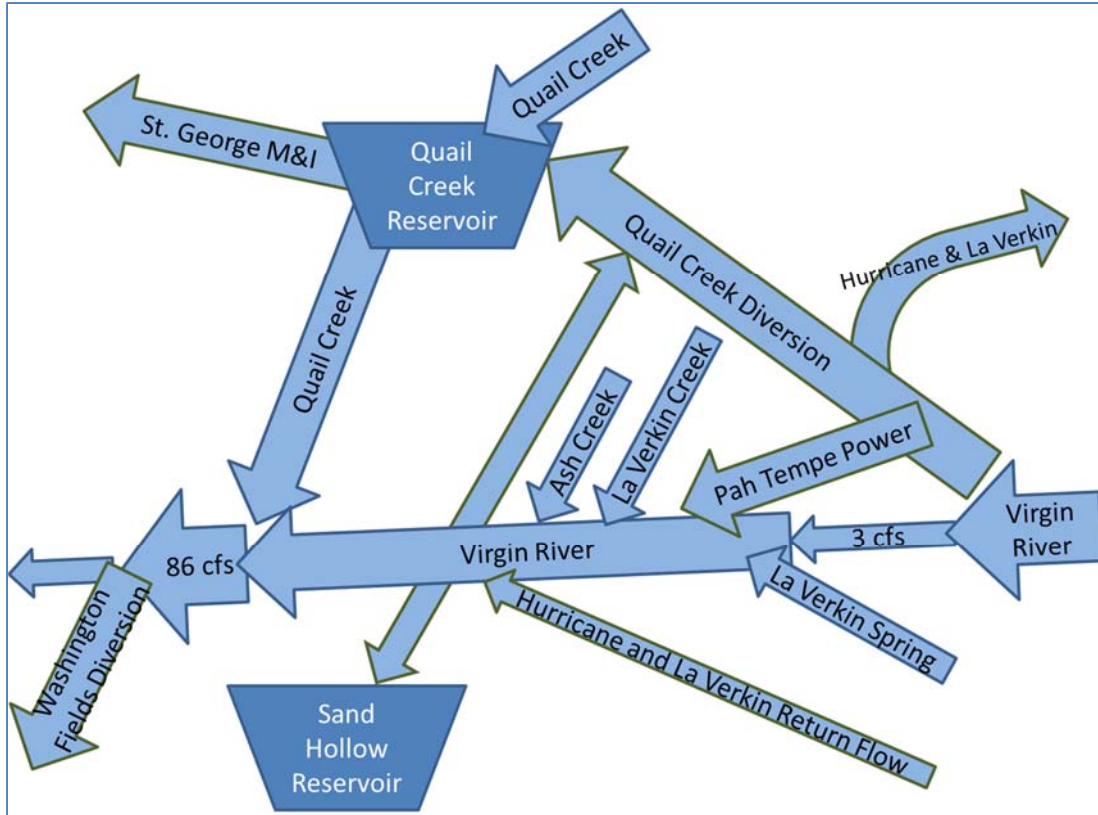 Quail Creek
St. George M&I
Quail
Creek
Reservoir
Quail Creek Diversion
Hurricane & La Verkin
Quail Creek
Ash Creek
La Verkin Creek
Pah Tempe Power
Virgin
River
3 cfs
Virgin River
86 cfs
La Verkin Spring
Washington
Fields Diversion
Hurricane and La Verkin Return Flow
Sand
Hollow
Reservoir